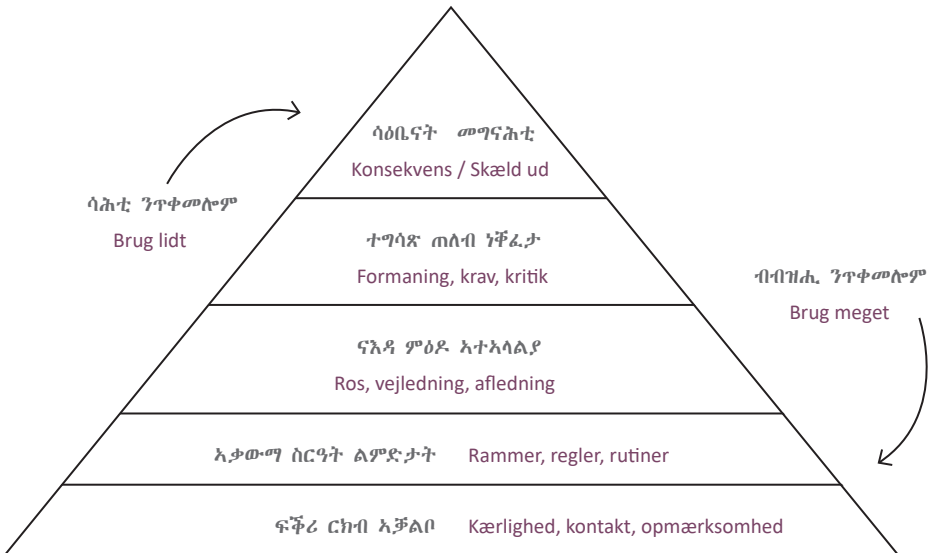 ሳዕቤናት መግናሕቲ
Konsekvens / Skæld ud
ሳሕቲ ንጥቀመሎም
Brug lidt
ተግሳጽ ጠለብ ነቐፈታ
Formaning, krav, kritik
ብብዝሒ ንጥቀመሎም
Brug meget
ናእዳ ምዕዶ ኣተኣላልያ
Ros, vejledning, afledning
ኣቃውማ ስርዓት ልምድታት Rammer, regler, rutiner
ፍቕሪ ርክብ ኣቓልቦ Kærlighed, kontakt, opmærksomhed